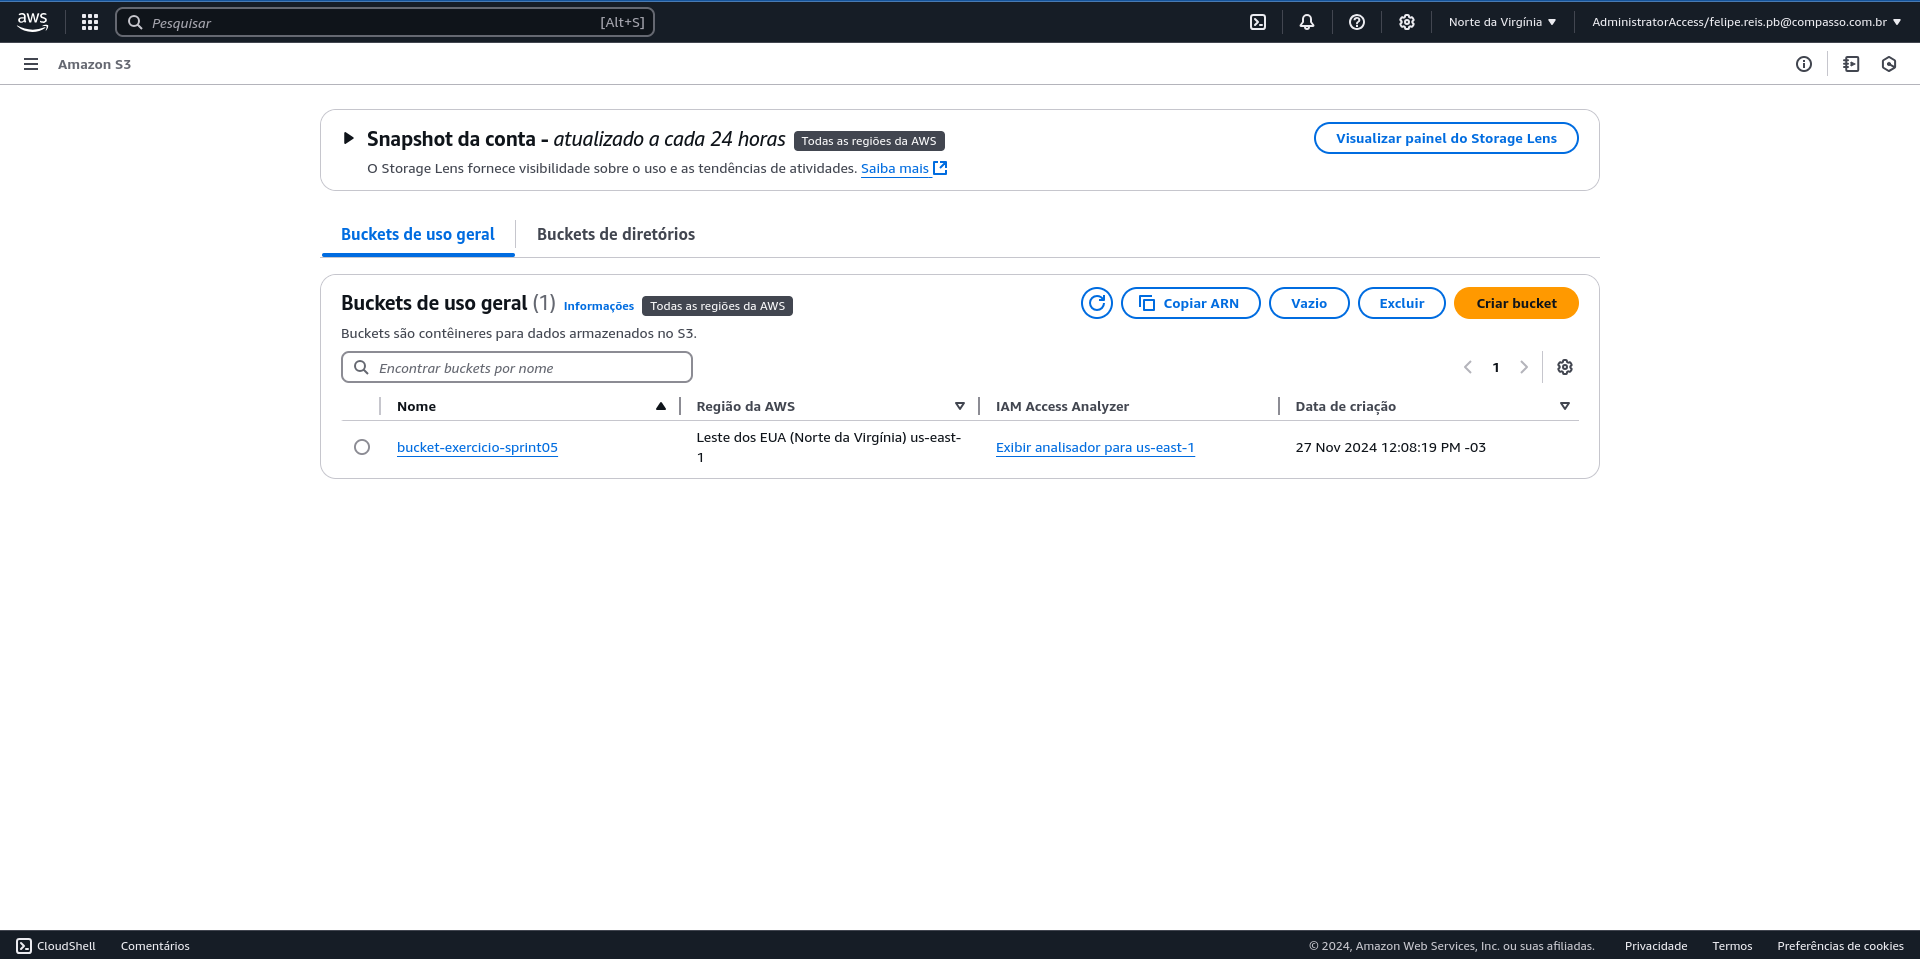 aws
Pesquisar [Alt+S]
Norte da Virgínia
AdministratorAccess/felipe.reis.pb@compasso.com.br
Amazon S3
Snapshot da conta - atualizado a cada 24 horas Todas as regiões da AWS
Visualizar painel do Storage Lens
O Storage Lens fornece visibilidade sobre o uso e as tendências de atividades. Saiba mais
Buckets de uso geral
Buckets de diretórios
Buckets de uso geral (1) Informações Todas as regiões da AWS
Copiar ARN
Vazio
Excluir
Criar bucket
Buckets são contêineres para dados armazenados no S3.
Encontrar buckets por nome
1
Nome
Região da AWS
IAM Access Analyzer
Data de criação
bucket-exercicio-sprint05
Leste dos EUA (Norte da Virgínia) us-east-
1
Exibir analisador para us-east-1
27 Nov 2024 12:08:19 PM -03
CloudShell
Comentários
© 2024, Amazon Web Services, Inc. ou suas afiliadas.
Privacidade
Termos
Preferências de cookies